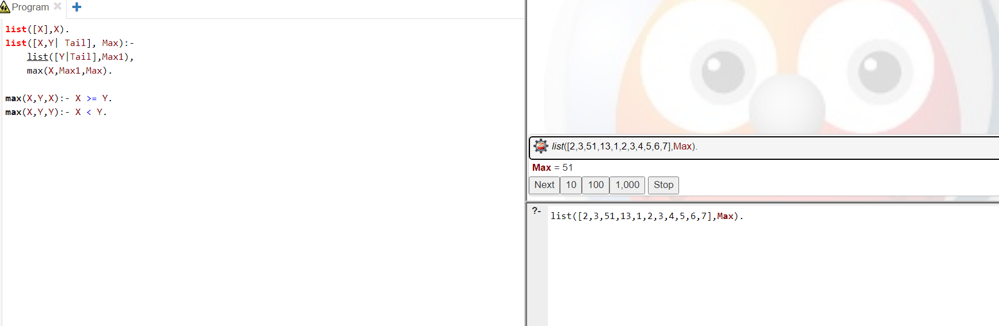 Program
list([X],X).
list([X,Y| Tail], Max):-
    list([Y|Tail],Max1),
    max(X,Max1,Max).
max(X,Y,X):- X >= Y.
max(X,Y,Y):- X < Y.
list([2,3,51,13,1,2,3,4,5,6,7],Max).
Max = 51
Next 10 100 1,000 Stop
?- list([2,3,51,13,1,2,3,4,5,6,7],Max).